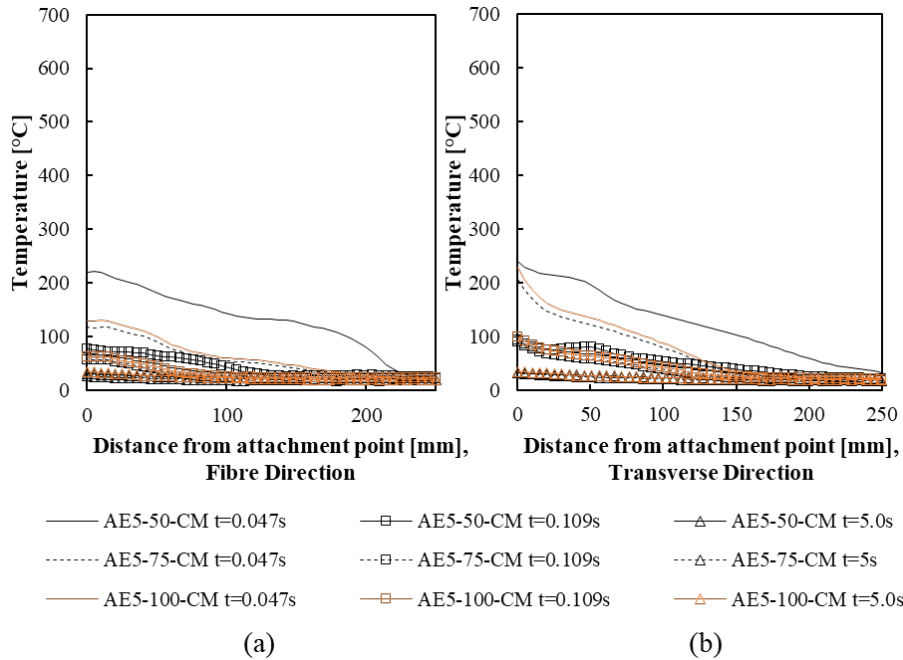 700
600
500
400
300
200
100
0
Temperature [°C]
0
100
200
Distance from attachment point [mm],
Fibre Direction
700
600
500
400
300
200
100
0
Temperature [°C]
0
50
100
150
200
250
Distance from attachment point [mm],
Transverse Direction
AE5-50-CM t=0.047s
AE5-50-CM t=0.109s
AE5-50-CM t=5.0s
AE5-75-CM t=0.047s
AE5-75-CM t=0.109s
AE5-75-CM t=5s
AE5-100-CM t=0.047s
AE5-100-CM t=0.109s
AE5-100-CM t=5.0s
(a)
(b)